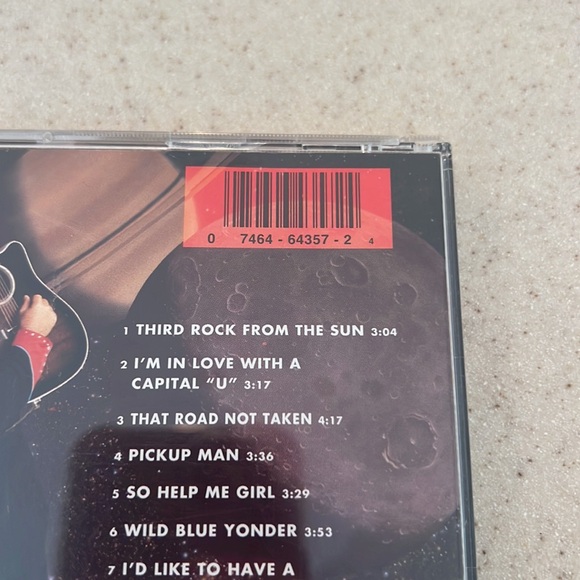 0 7464 - 64357 - 2 4
1 THIRD ROCK FROM THE SUN 3:04
2 I'M IN LOVE WITH A
CAPITAL “U” 3:17
3 THAT ROAD NOT TAKEN 4:17
4 PICKUP MAN 3:36
5 SO HELP ME GIRL 3:29
6 WILD BLUE YONDER 3:53
7 I'D LIKE TO HAVE A